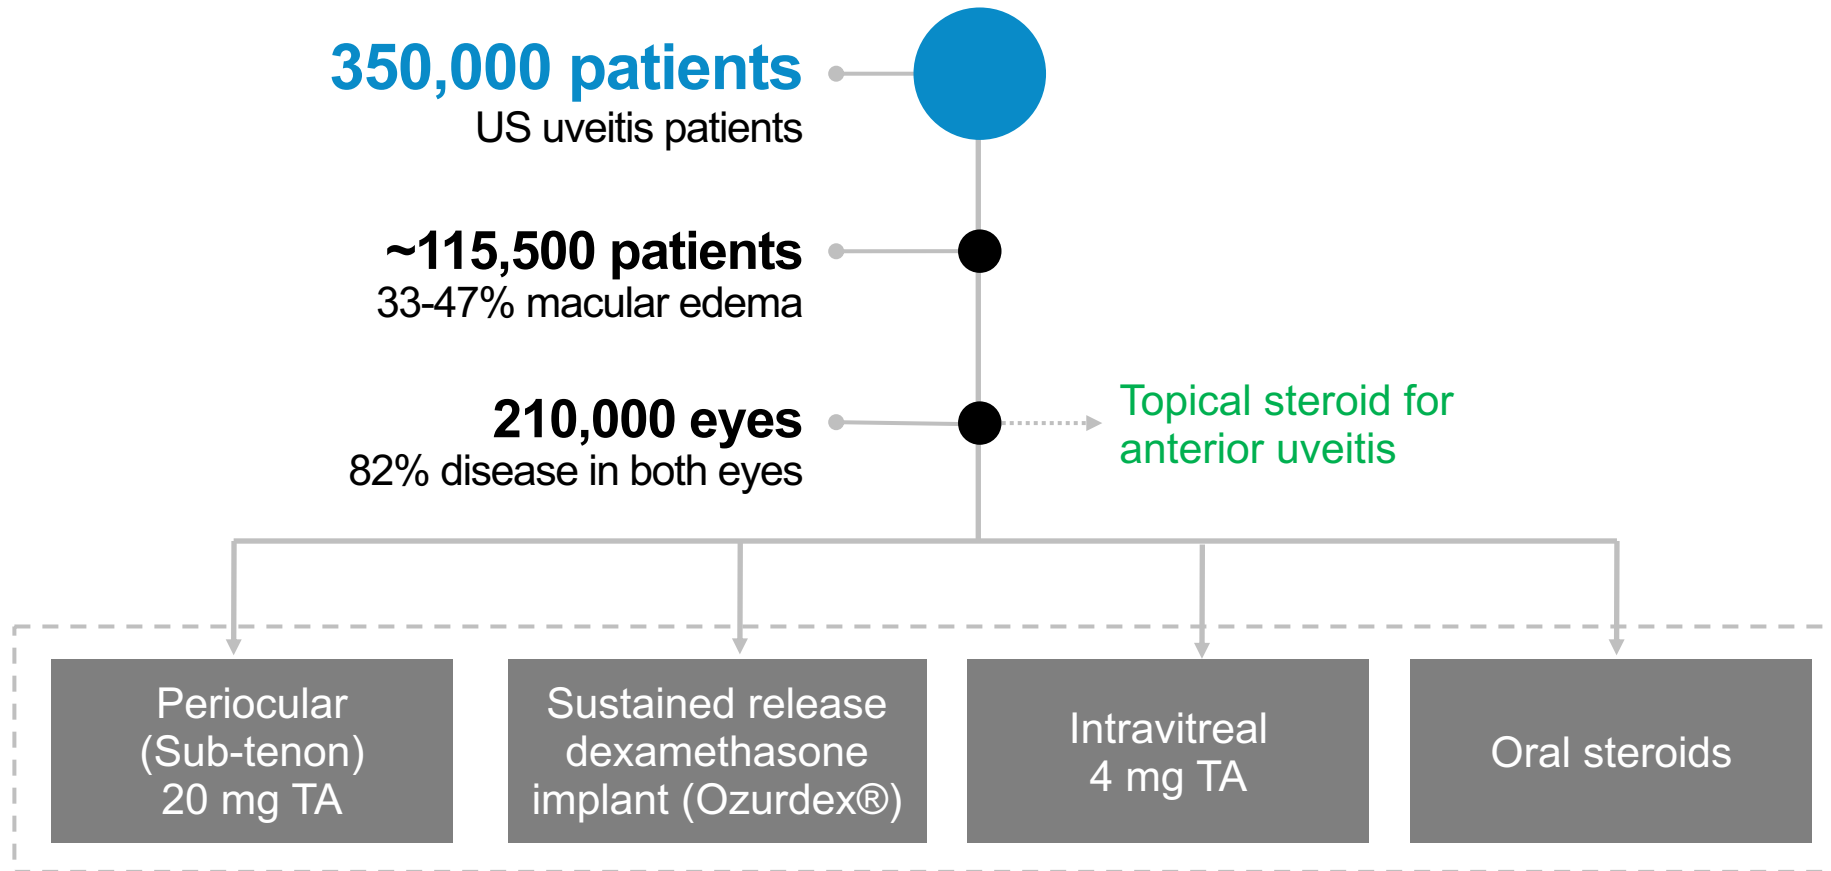 350,000 patients
US uveitis patients
~115,500 patients
33-47% macular edema
210,000 eyes
82% disease in both eyes
Topical steroid for
anterior uveitis
Periocular
(Sub-tenon)
20 mg TA
Sustained release
dexamethasone
implant (Ozurdex®)
Intravitreal
4 mg TA
Oral steroids